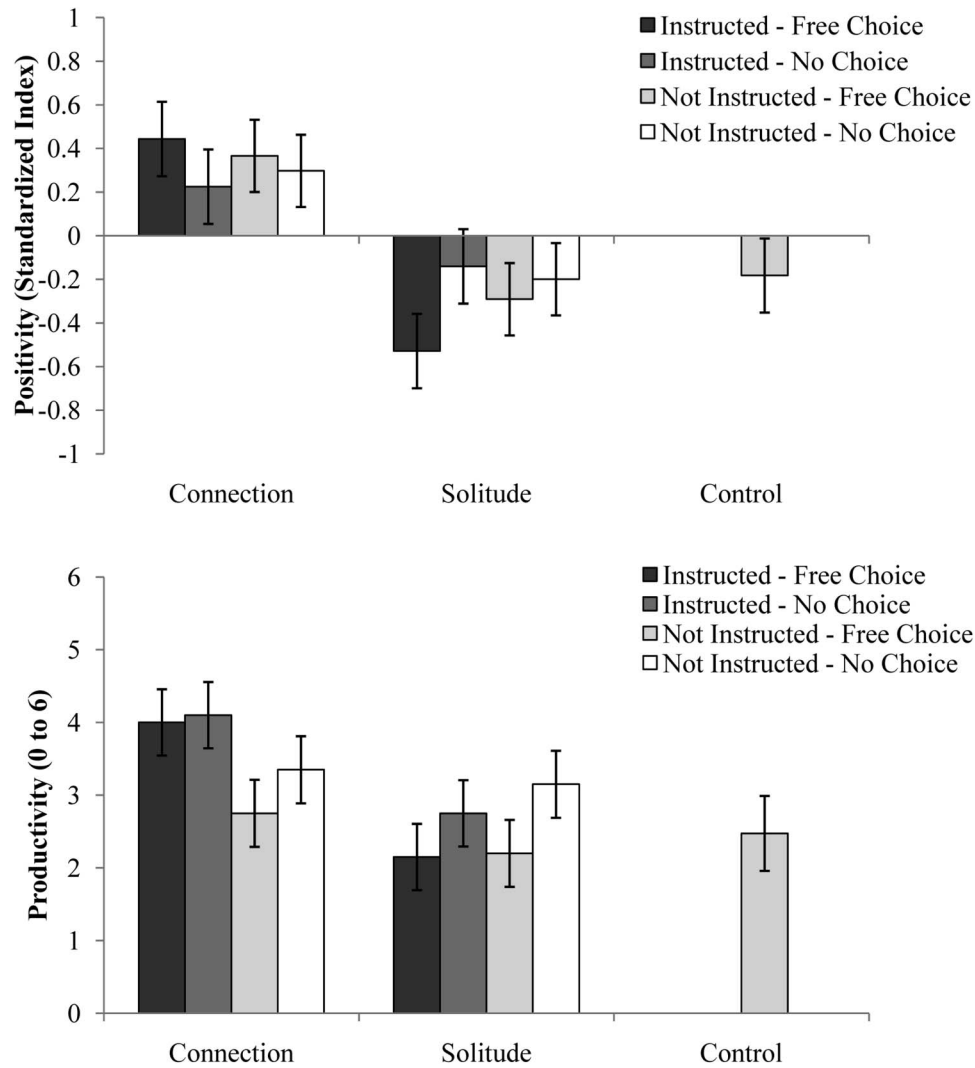 1
0.8
0.6
0.4
0.2
0
-0.2
-0.4
-0.6
-0.8
-1
Positivity (Standardized Index)
Instructed - Free Choice
Instructed - No Choice
Not Instructed - Free Choice
Not Instructed - No Choice
Connection Solitude Control
6
5
4
3
2
1
0
Productivity (0 to 6)
Instructed - Free Choice
Instructed - No Choice
Not Instructed - Free Choice
Not Instructed - No Choice
Connection Solitude Control